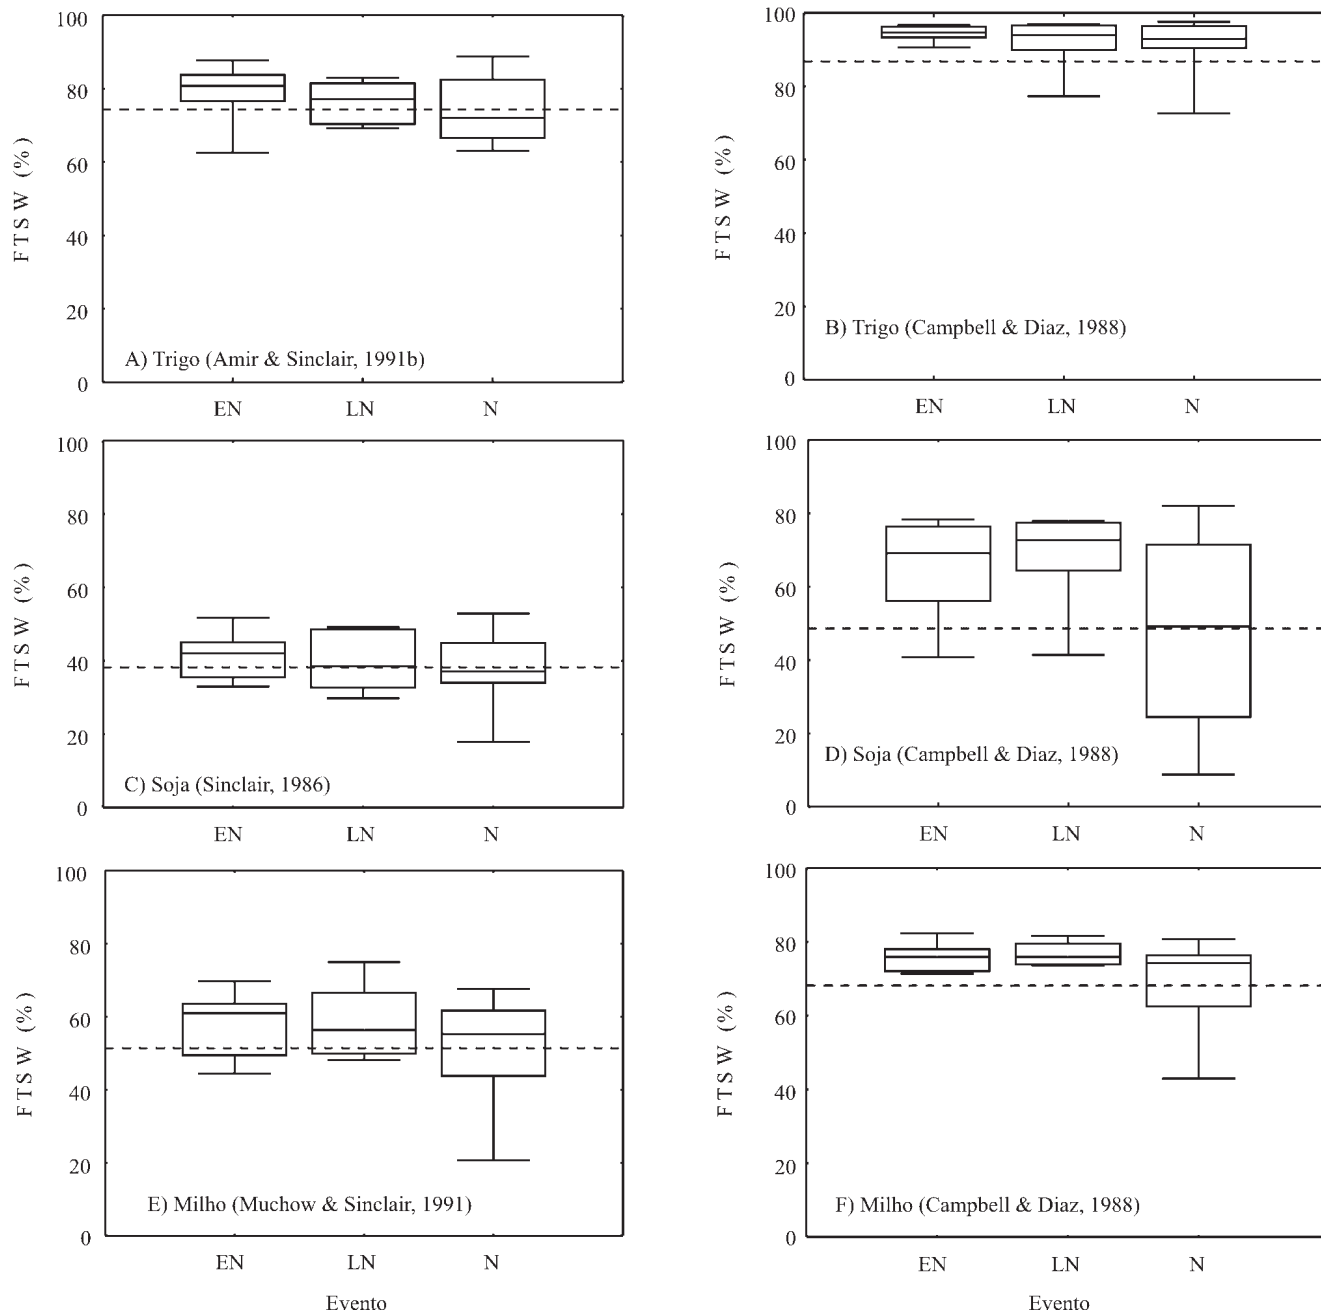 100
80
60
40
20
0
FTSW (%)
A) Trigo (Amir & Sinclair, 1991b)
EN LN N
100
80
60
40
20
0
FTSW (%)
B) Trigo (Campbell & Diaz, 1988)
EN LN N
100
80
60
40
20
0
FTSW (%)
C) Soja (Sinclair, 1986)
EN LN N
100
80
60
40
20
0
FTSW (%)
D) Soja (Campbell & Diaz, 1988)
EN LN N
100
80
60
40
20
0
FTSW (%)
E) Milho (Muchow & Sinclair, 1991)
EN LN N
Evento
100
80
60
40
20
0
FTSW (%)
F) Milho (Campbell & Diaz, 1988)
EN LN N
Evento